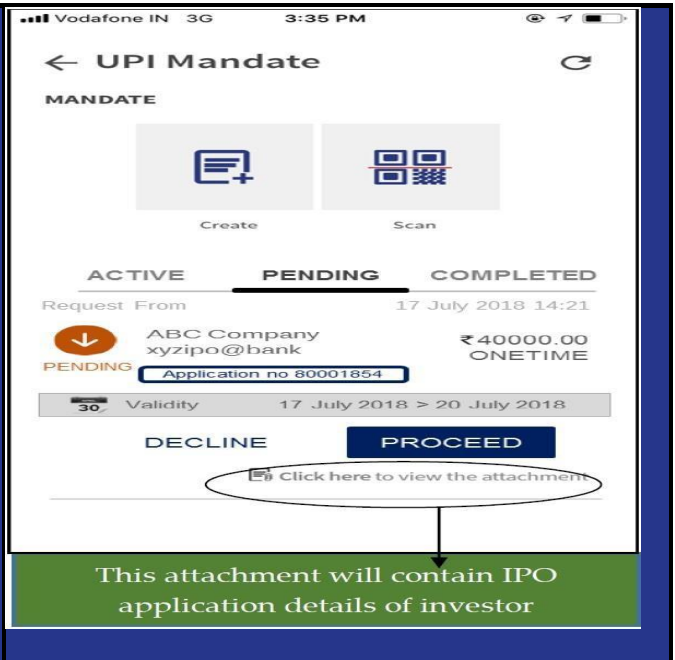 Vodafone IN 3G 3:35 PM
← UPI Mandate
MANDATE
Create Scan
ACTIVE PENDING COMPLETED
Request From 17 July 2018 14:21
ABC Company ₹40000.00
xyzipo@bank ONETIME
PENDING
Application no 80001854
30 Validity 17 July 2018 > 20 July 2018
DECLINE PROCEED
Click here to view the attachment
This attachment will contain IPO
application details of investor